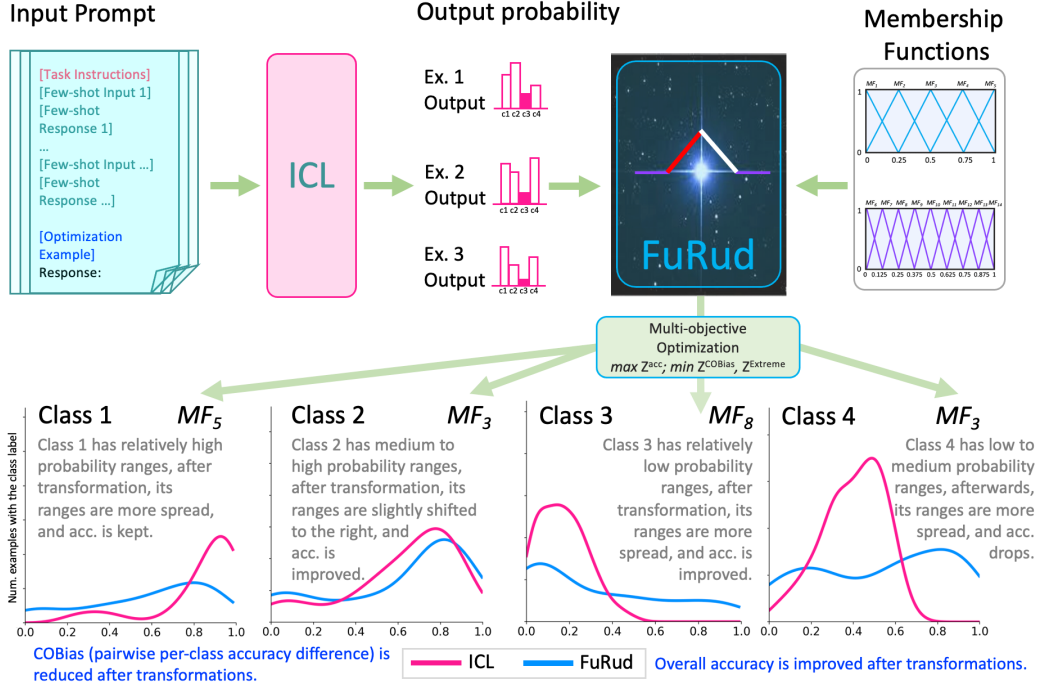 Input Prompt
Output probability
Membership
Functions
[Task Instructions]
[Few-shot Input 1]
[Few-shot
Response 1]
...
[Few-shot Input ...]
[Few-shot
Response ...]
[Optimization
Example]
Response:
ICL
Ex. 1
Output
c1 c2 c3 c4
Ex. 2
Output
c1 c2 c3 c4
Ex. 3
Output
c1 c2 c3 c4
FuRud
MF1 MF2 MF3 MF4 MF5
1
0
0 0.25 0.5 0.75 1
MF6 MF7 MF8 MF9 MF10 MF11 MF12 MF13 MF14
1
0
0 0.125 0.25 0.375 0.5 0.625 0.75 0.875 1
Multi-objective
Optimization
max Z^acc; min Z^COBias, Z^Extreme
Num. examples with the class label
Class 1 MF5
Class 1 has relatively high
probability ranges, after
transformation, its
ranges are more spread,
and acc. is kept.
0.0 0.2 0.4 0.6 0.8 1.0
Class 2 MF3
Class 2 has medium to
high probability ranges,
after transformation, its
ranges are slightly shifted
to the right, and
acc. is
improved.
0.0 0.2 0.4 0.6 0.8 1.0
Class 3 MF8
Class 3 has relatively
low probability
ranges, after
transformation, its
ranges are more
spread, and acc. is
improved.
0.0 0.2 0.4 0.6 0.8 1.0
Class 4 MF3
Class 4 has low to
medium probability
ranges, afterwards,
its ranges are more
spread, and acc.
drops.
0.0 0.2 0.4 0.6 0.8 1.0
COBias (pairwise per-class accuracy difference) is
reduced after transformations.
ICL FuRud
Overall accuracy is improved after transformations.